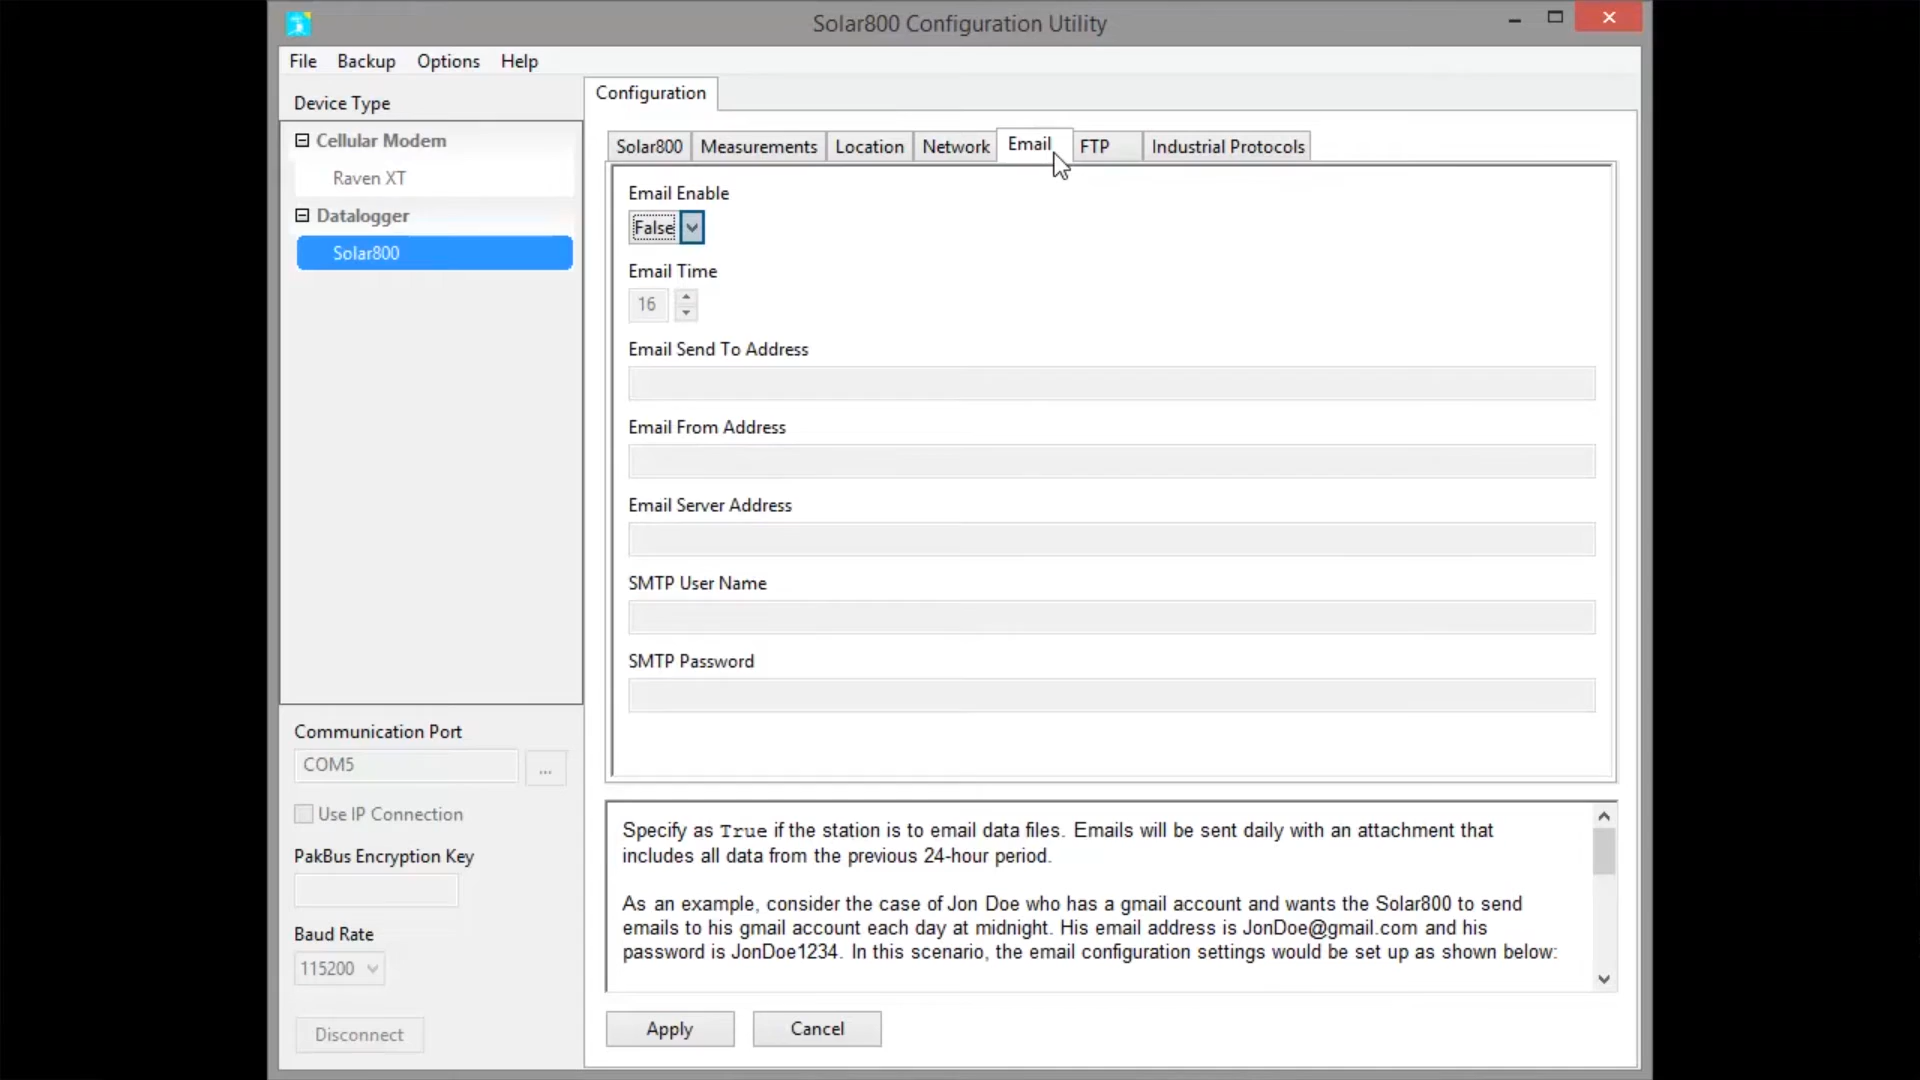 Solar800 Configuration Utility
File Backup Options Help
Device Type
Cellular Modem
Raven XT
Datalogger
Solar800
Communication Port
COM5
...
Use IP Connection
PakBus Encryption Key
Baud Rate
115200
Disconnect
Configuration
Solar800 Measurements Location Network Email FTP Industrial Protocols
Email Enable
False
Email Time
16
Email Send To Address
Email From Address
Email Server Address
SMTP User Name
SMTP Password
Specify as True if the station is to email data files. Emails will be sent daily with an attachment that
includes all data from the previous 24-hour period.
As an example, consider the case of Jon Doe who has a gmail account and wants the Solar800 to send
emails to his gmail account each day at midnight. His email address is JonDoe@gmail.com and his
password is JonDoe1234. In this scenario, the email configuration settings would be set up as shown below:
Apply Cancel